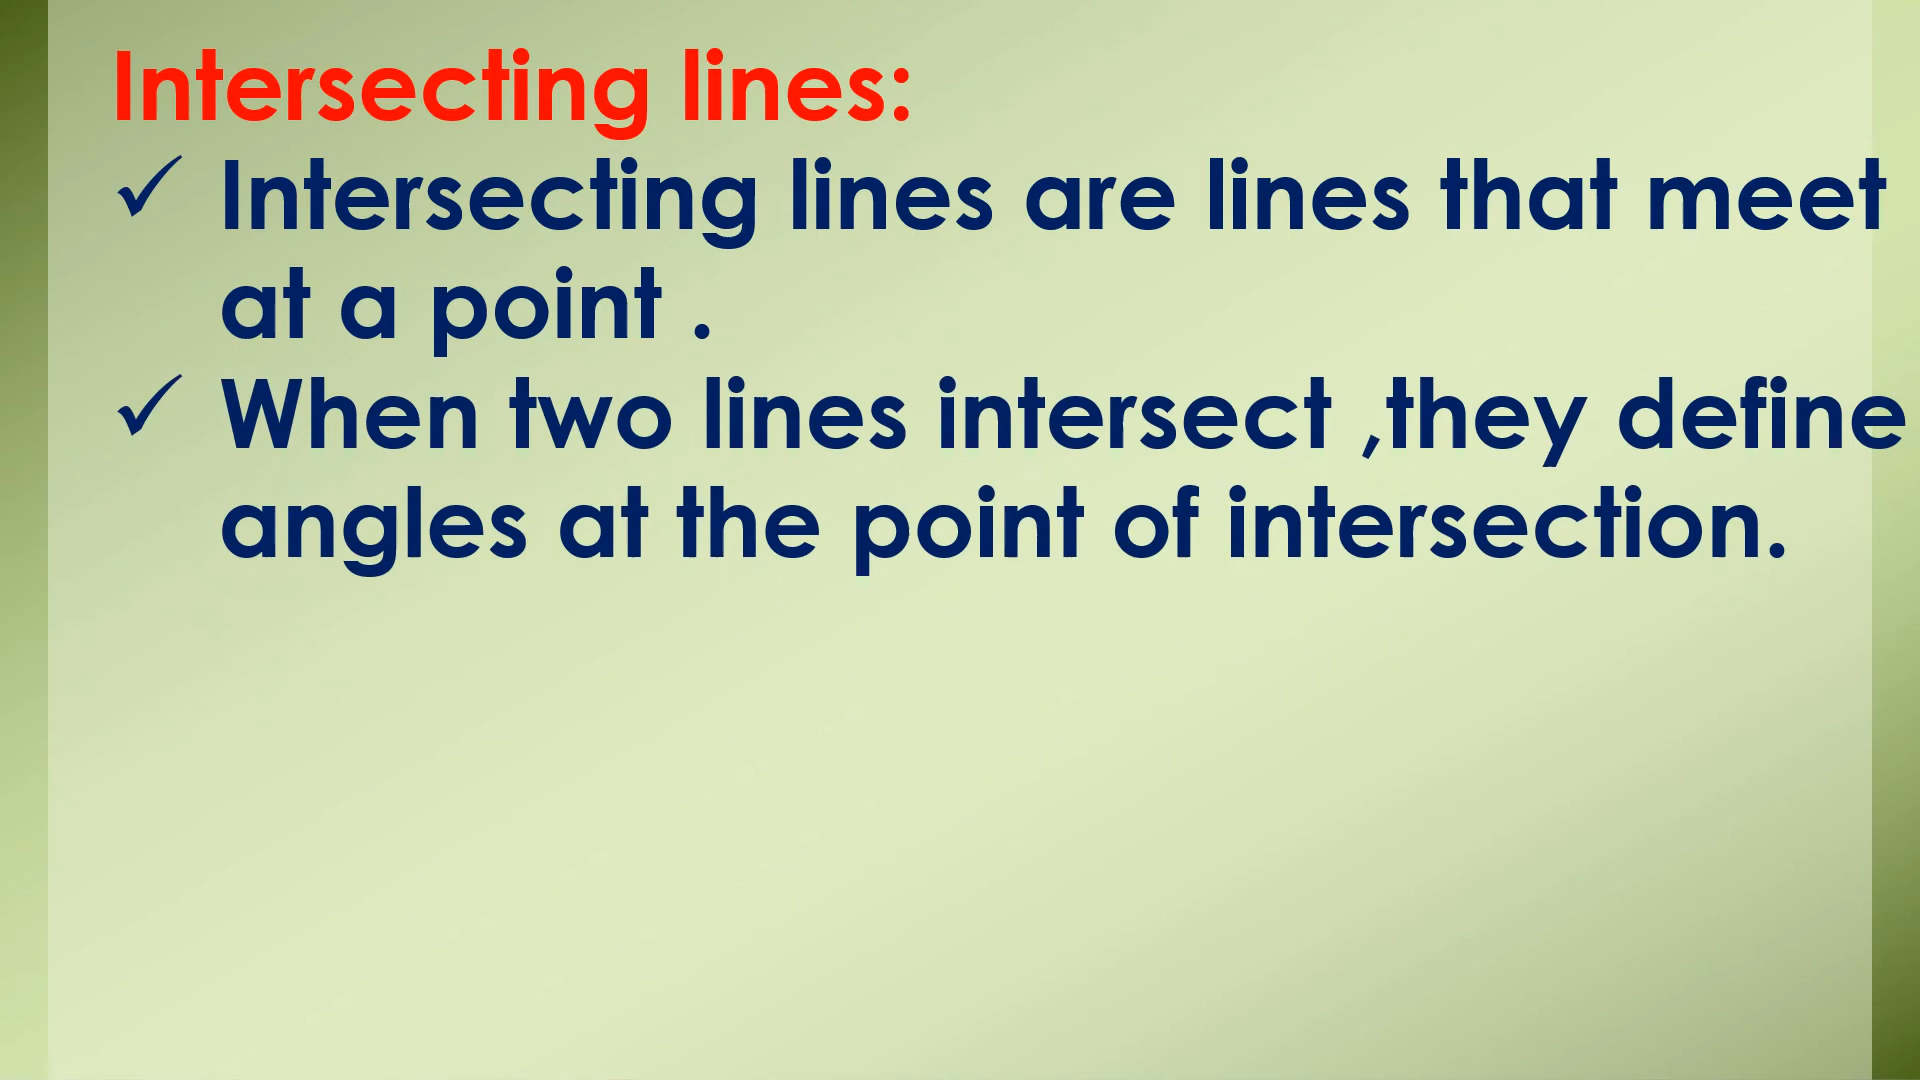 Intersecting lines:
✓ Intersecting lines are lines that meet
at a point .
✓ When two lines intersect ,they define
angles at the point of intersection.